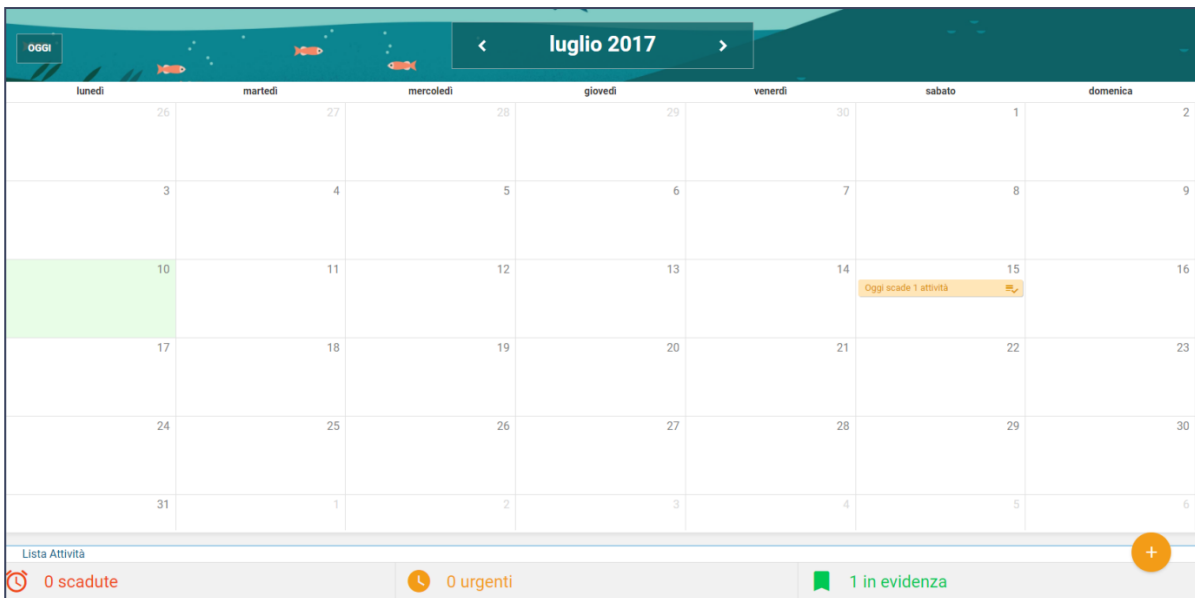 OGGI
luglio 2017
lunedì martedì mercoledì giovedì venerdì sabato domenica
26 27 28 29 30 1 2
3 4 5 6 7 8 9
10 11 12 13 14 15 16
Oggi scade 1 attività
17 18 19 20 21 22 23
24 25 26 27 28 29 30
31 1 2 3 4 5 6
Lista Attività
+
0 scadute 0 urgenti 1 in evidenza